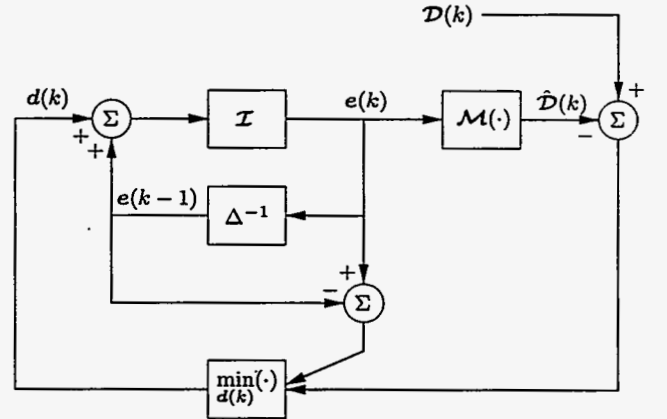 𝒟(k)
d(k)
e(k)
𝒟̂(k)
+
Σ
ℐ
ℳ(·)
Σ
+
+
−
e(k−1)
Δ⁻¹
+
−
Σ
min(·)
d(k)